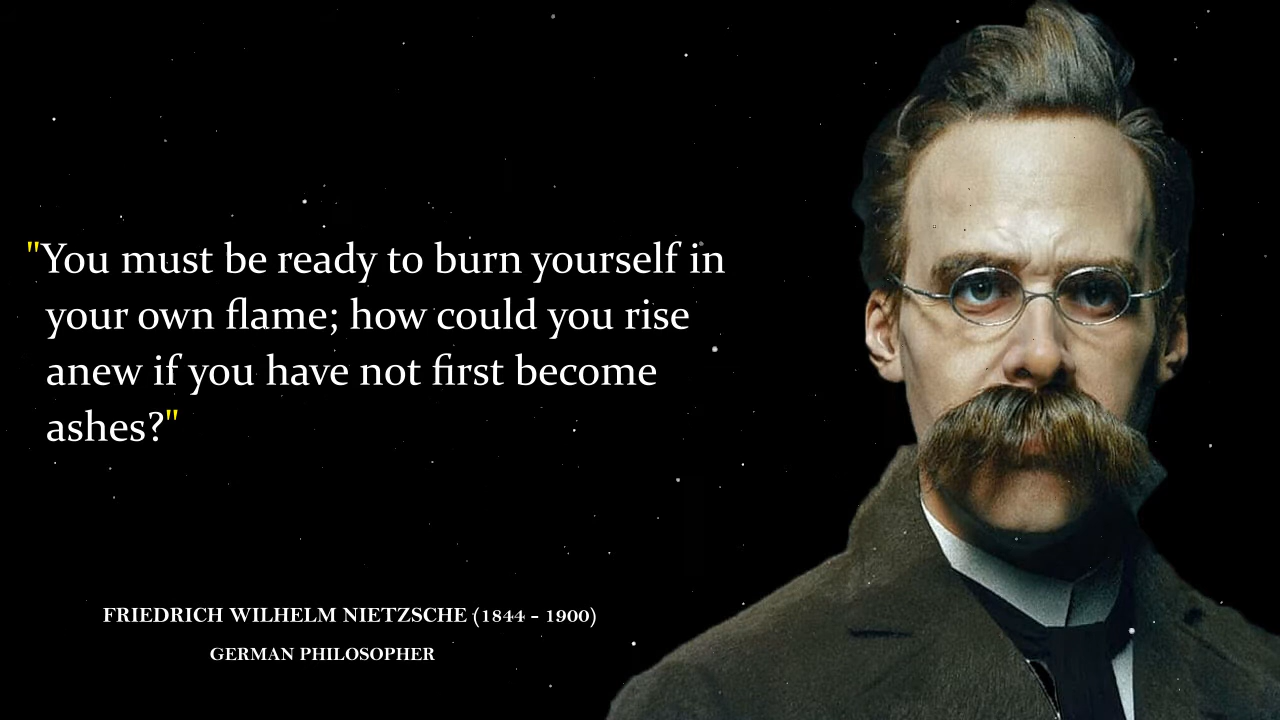 "You must be ready to burn yourself in
your own flame; how could you rise
anew if you have not first become
ashes?"
FRIEDRICH WILHELM NIETZSCHE (1844 - 1900)
GERMAN PHILOSOPHER